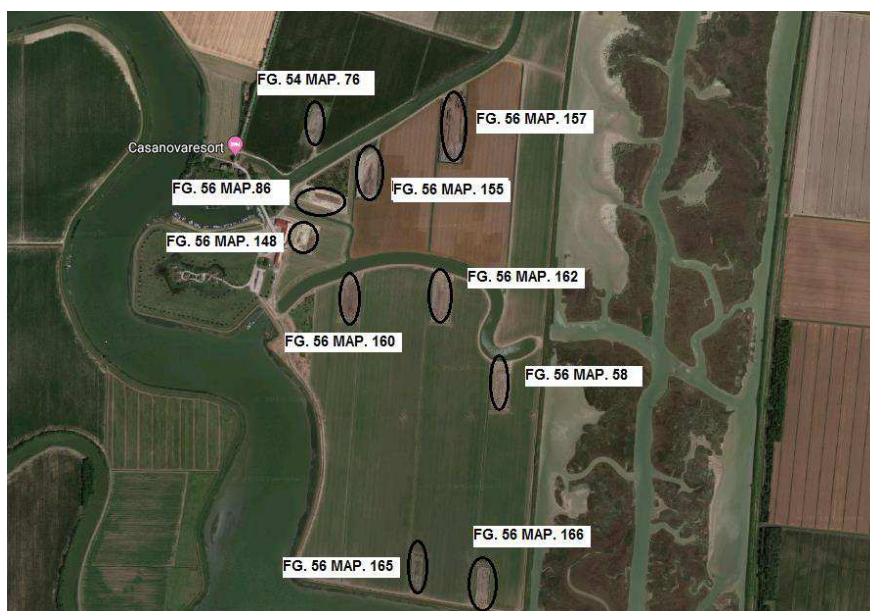 FG. 54 MAP. 76
FG. 56 MAP. 157
Casanovaresort
FG. 56 MAP.86
FG. 56 MAP. 155
FG. 56 MAP. 148
FG. 56 MAP. 162
FG. 56 MAP. 160
FG. 56 MAP. 58
FG. 56 MAP. 166
FG. 56 MAP. 165